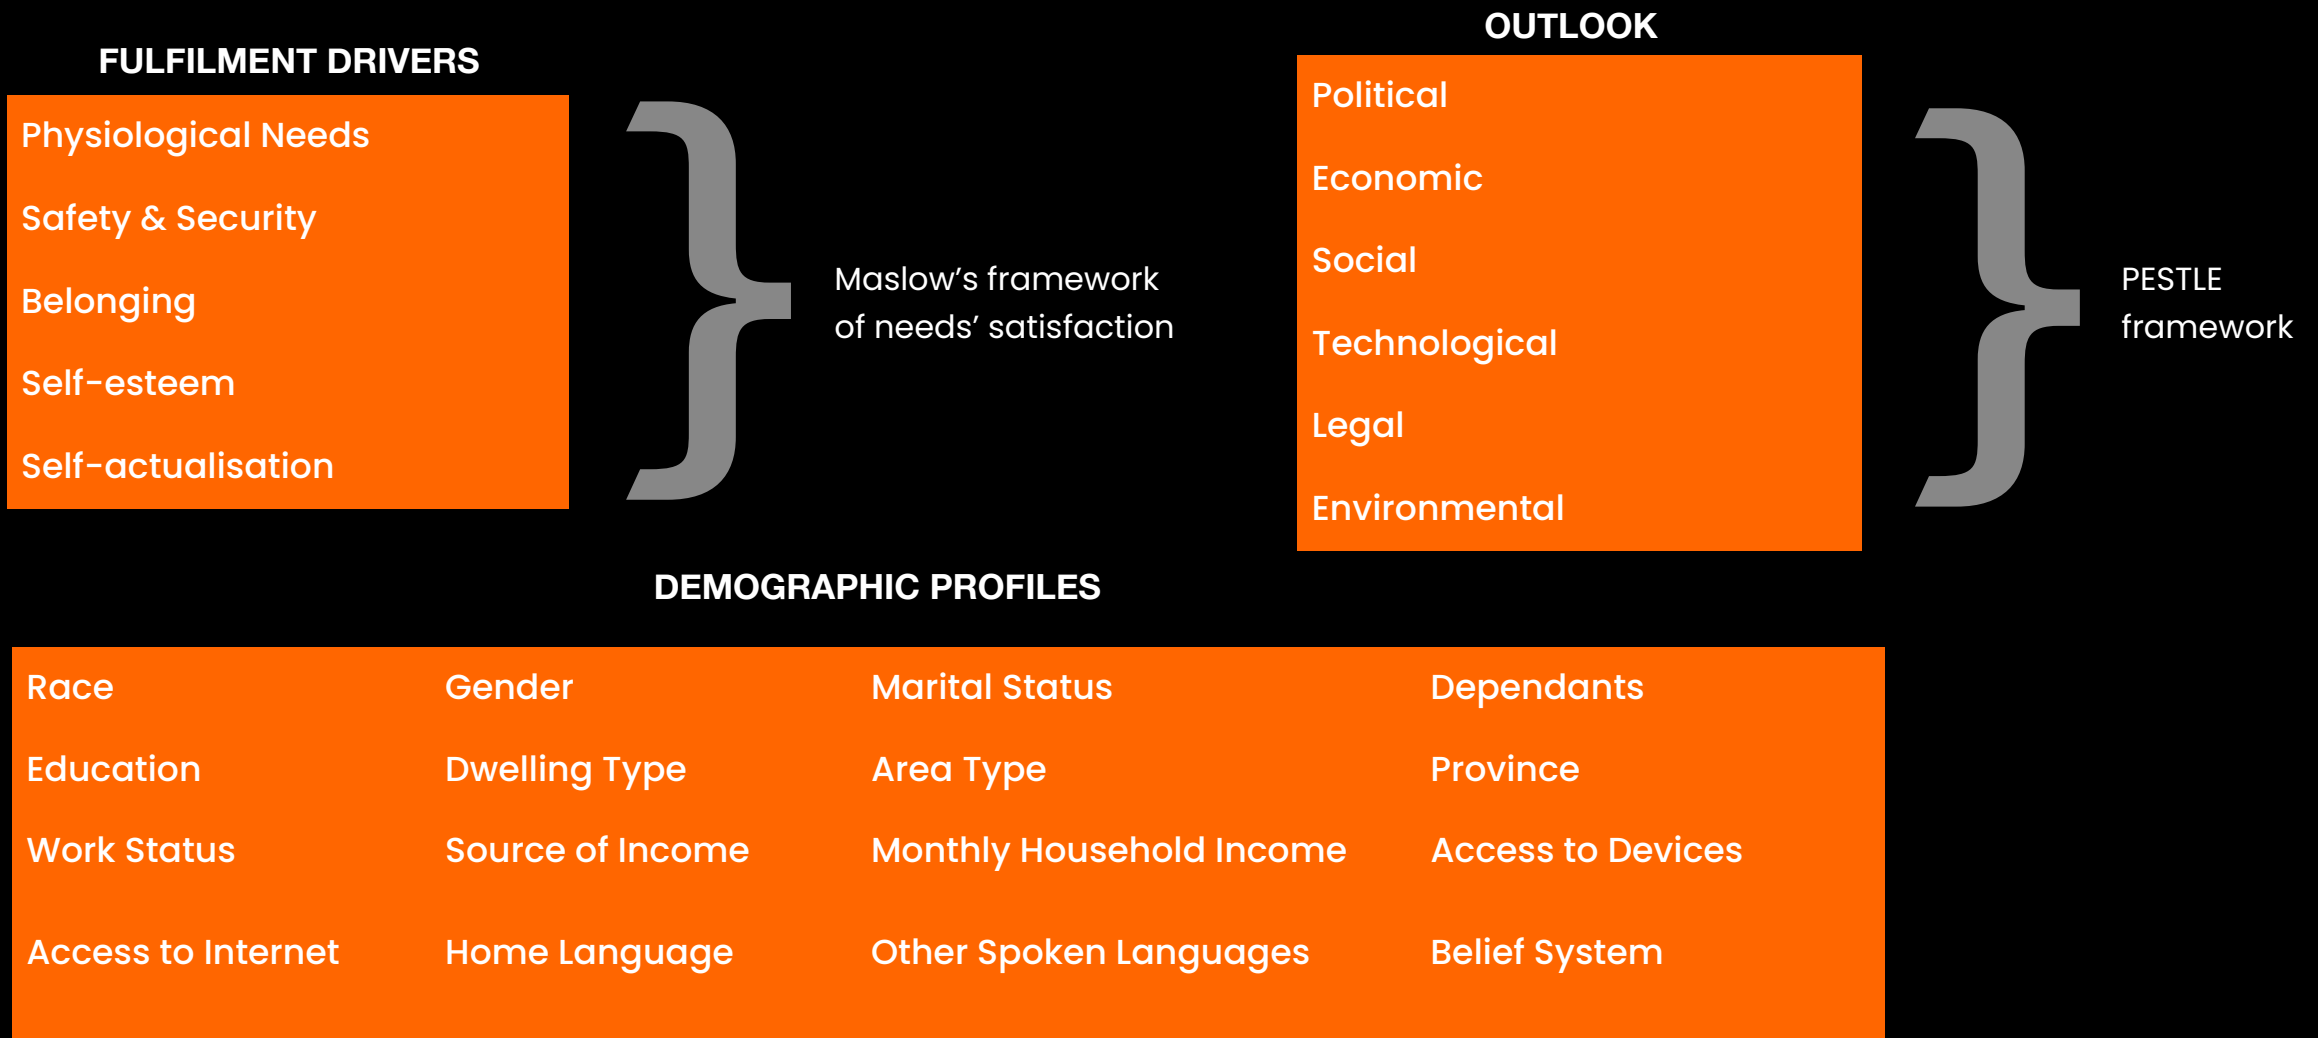 FULFILMENT DRIVERS
Physiological Needs
Safety & Security
Belonging
Self-esteem
Self-actualisation
Maslow’s framework
of needs’ satisfaction
OUTLOOK
Political
Economic
Social
Technological
Legal
Environmental
PESTLE
framework
DEMOGRAPHIC PROFILES
Race Gender Marital Status Dependants
Education Dwelling Type Area Type Province
Work Status Source of Income Monthly Household Income Access to Devices
Access to Internet Home Language Other Spoken Languages Belief System